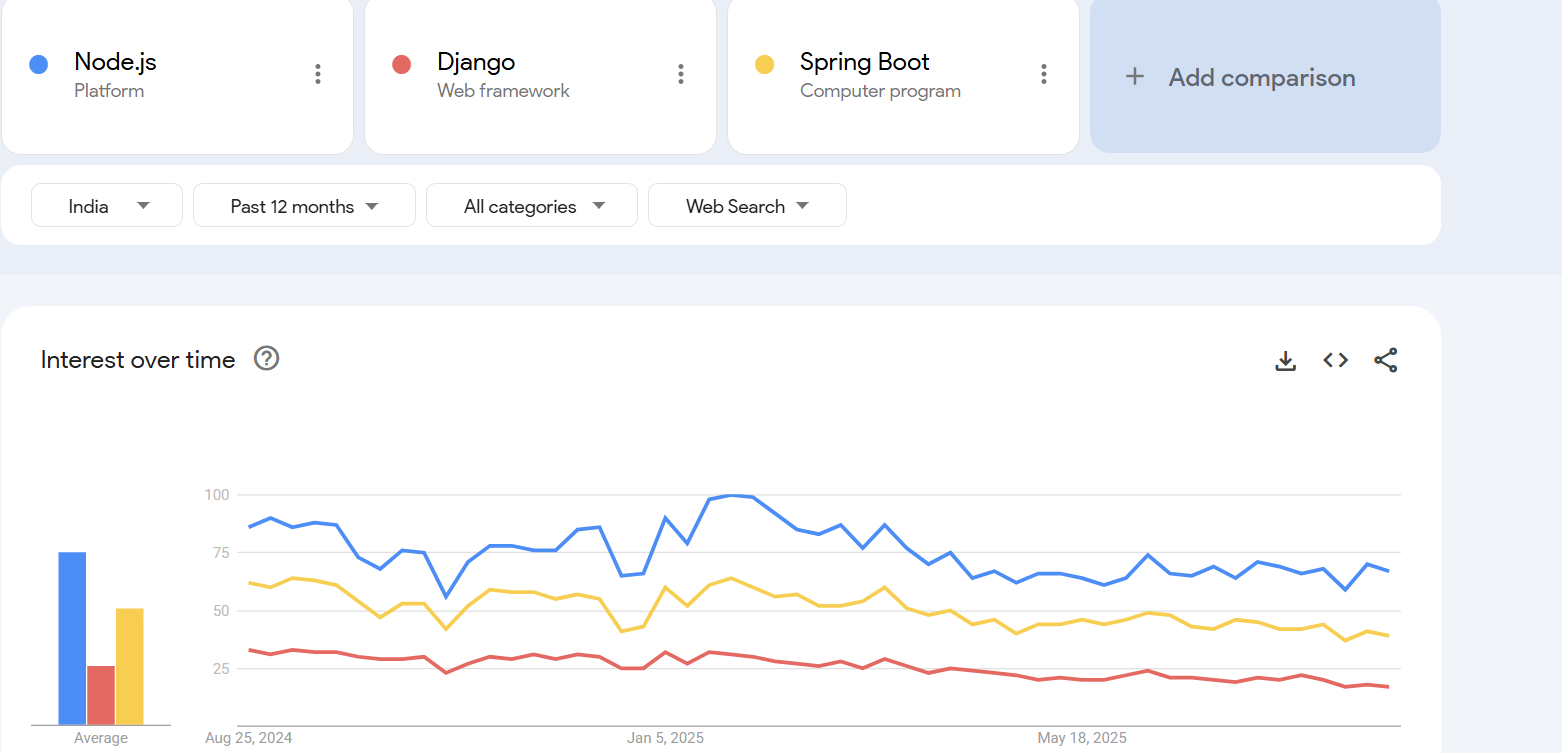 Node.js
Platform
Django
Web framework
Spring Boot
Computer program
+ Add comparison
India
Past 12 months
All categories
Web Search
Interest over time
?
100
75
50
25
Average
Aug 25, 2024
Jan 5, 2025
May 18, 2025